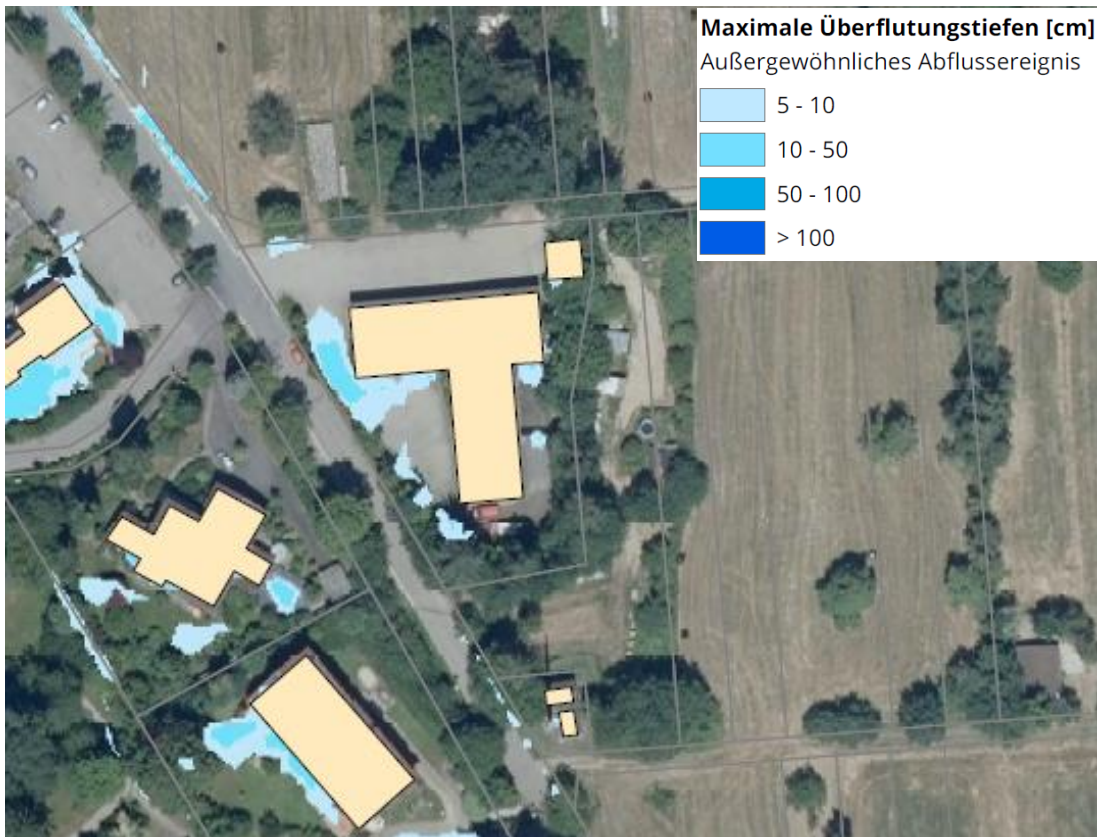 Maximale Überflutungstiefen [cm]
Außergewöhnliches Abflussereignis
5 - 10
10 - 50
50 - 100
> 100